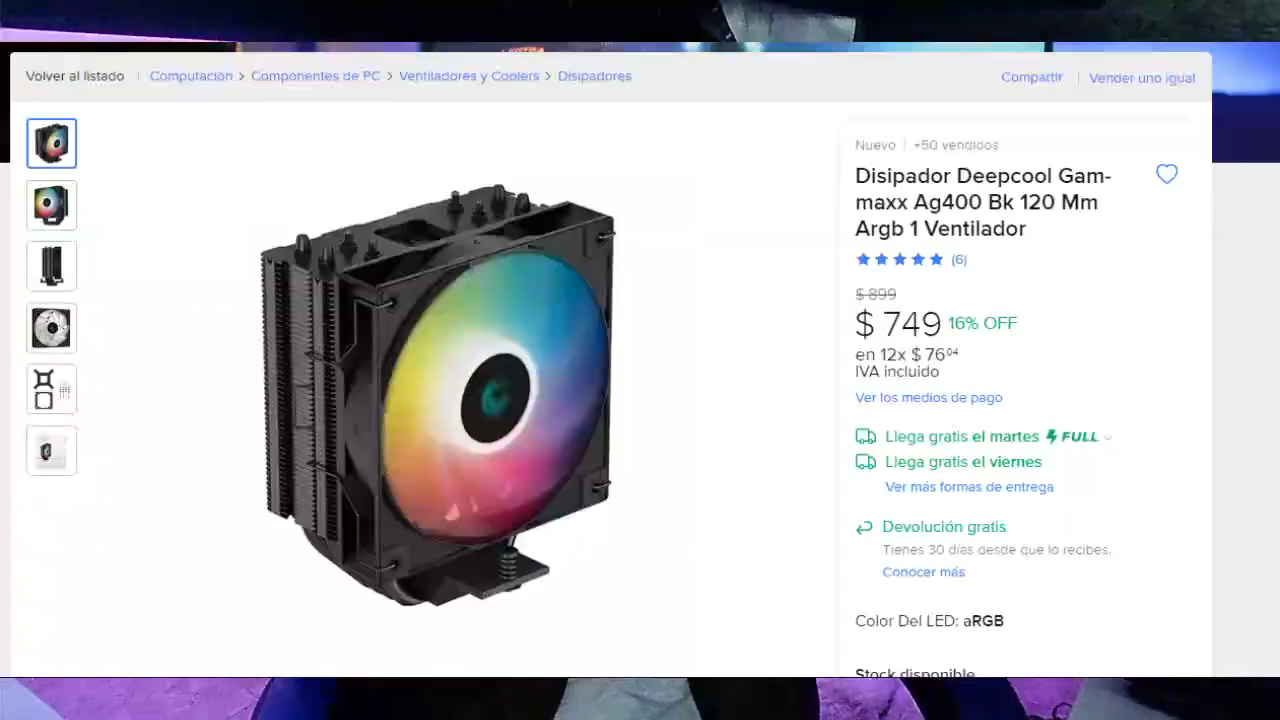 Volver al listado
Computación > Componentes de PC > Ventiladores y Coolers > Disipadores
Compartir
Vender uno igual
Nuevo | +50 vendidos
Disipador Deepcool Gam-
maxx Ag400 Bk 120 Mm
Argb 1 Ventilador
(6)
$ 899
$ 749 16% OFF
en 12x $ 76⁰⁴
IVA incluido
Ver los medios de pago
Llega gratis el martes FULL
Llega gratis el viernes
Ver más formas de entrega
Devolución gratis
Tienes 30 días desde que lo recibes.
Conocer más
Color Del LED: aRGB
Stock disponible